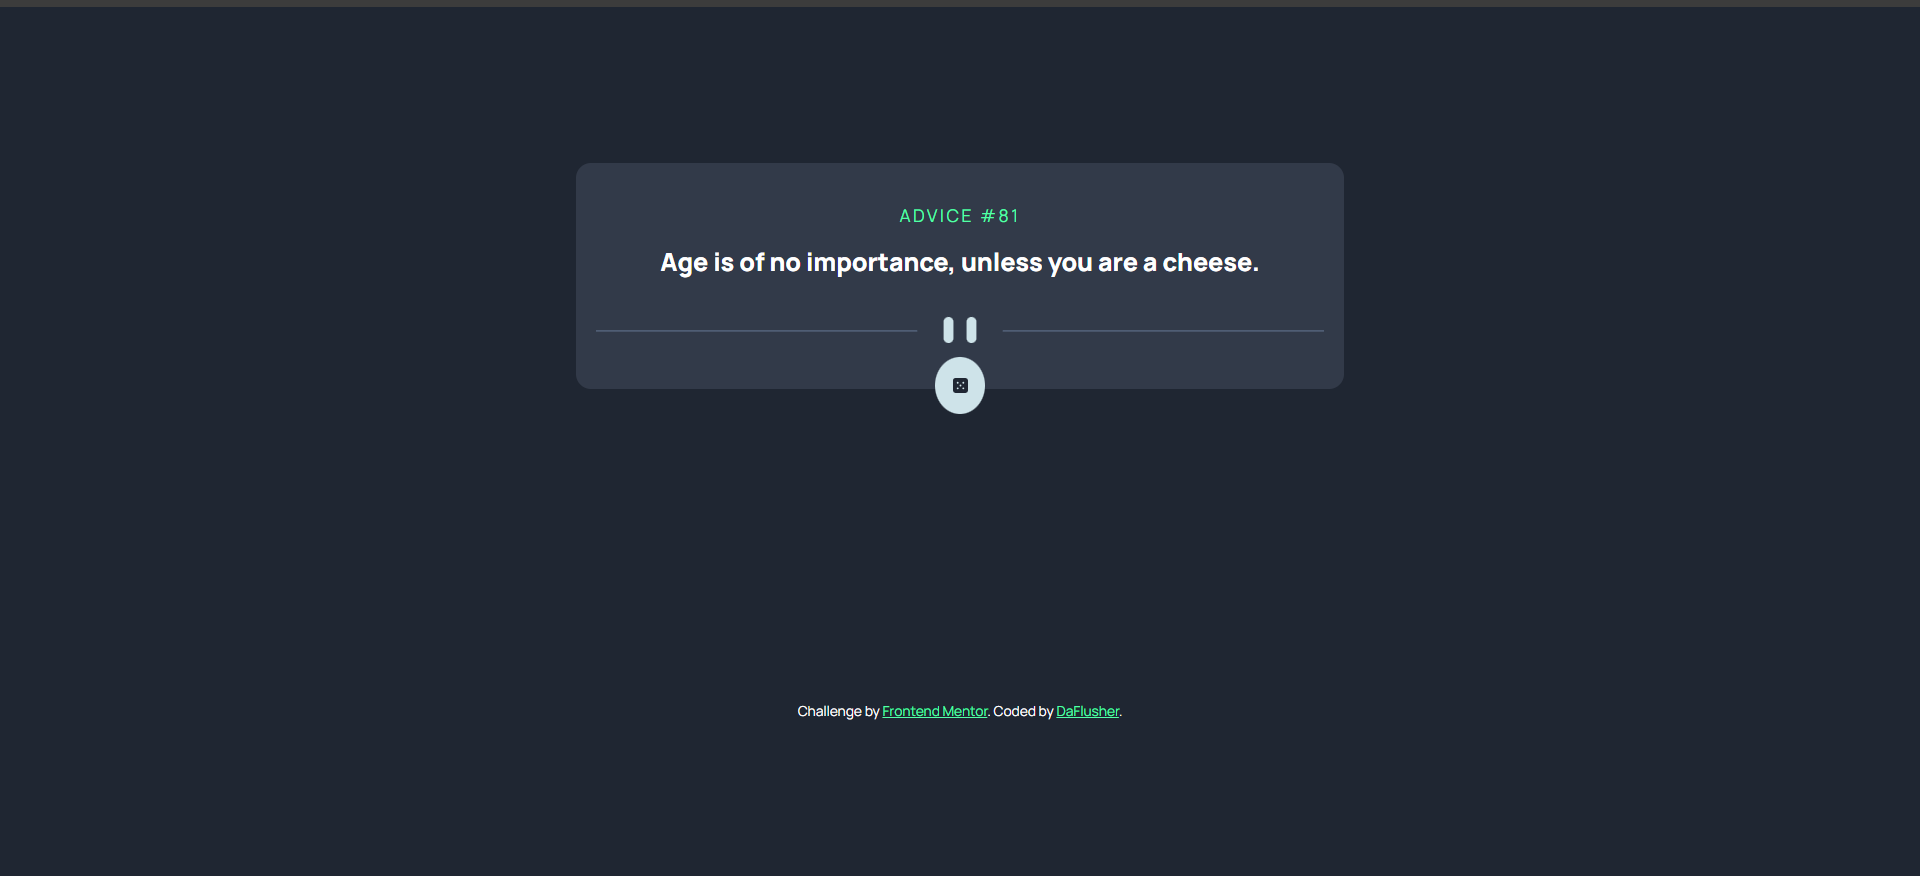 ADVICE #81
Age is of no importance, unless you are a cheese.
Challenge by Frontend Mentor. Coded by DaFlusher.